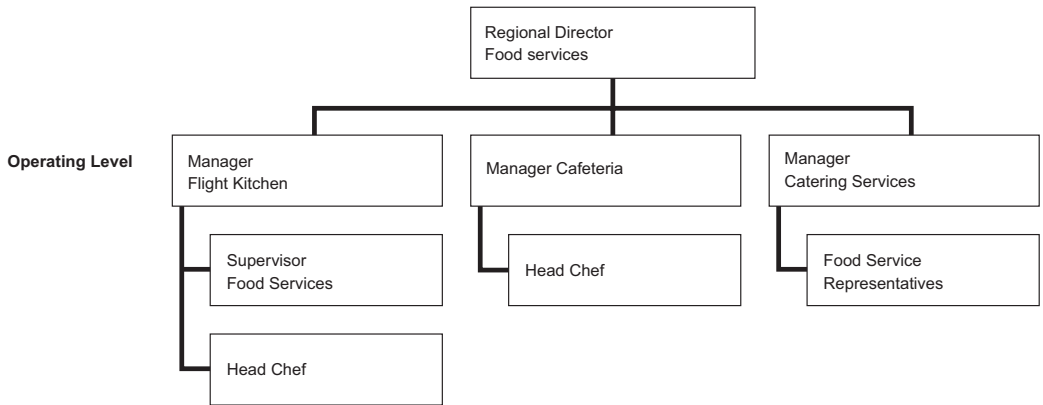 Regional Director
Food services
Operating Level
Manager
Flight Kitchen
Manager Cafeteria
Manager
Catering Services
Supervisor
Food Services
Head Chef
Food Service
Representatives
Head Chef